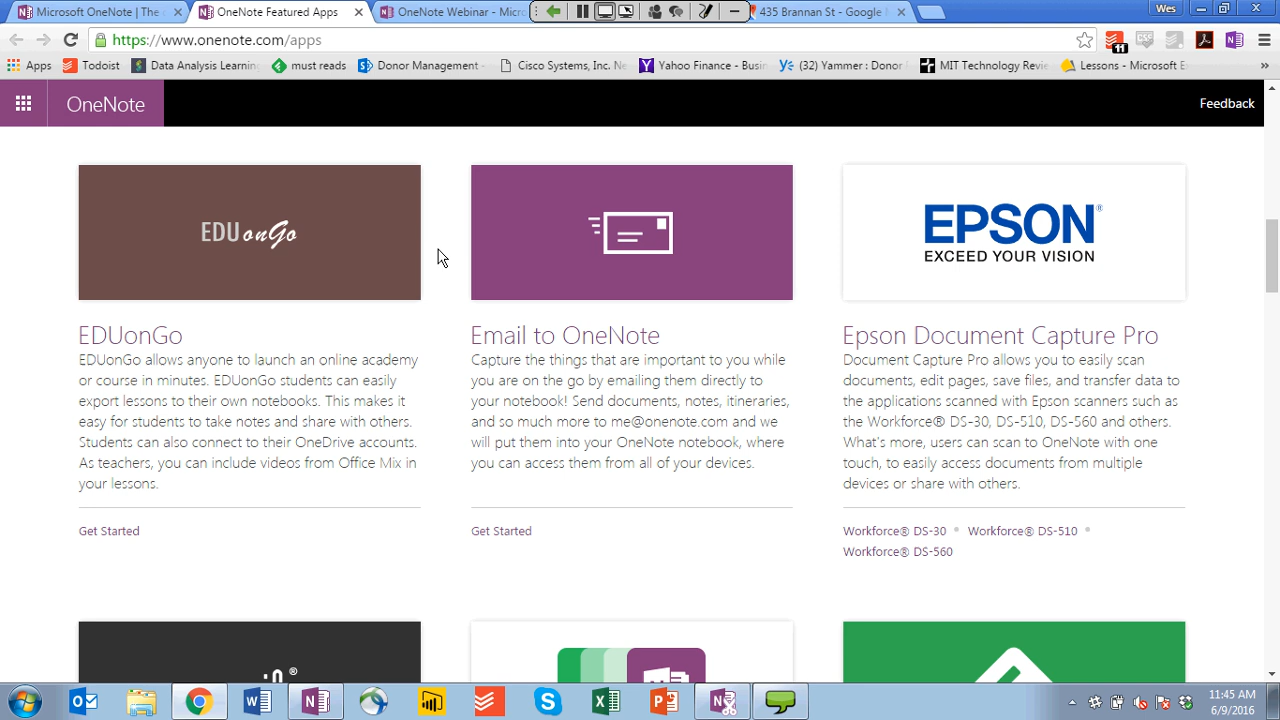 Microsoft OneNote | The
OneNote Featured Apps
OneNote Webinar - Micr
435 Brannan St - Google
Wes
https://www.onenote.com/apps
11
Apps
Todoist
Data Analysis Learning
must reads
Donor Management
Cisco Systems, Inc.
Yahoo Finance - Busin
(32) Yammer : Donor
MIT Technology Revie
Lessons - Microsoft E
»
OneNote
Feedback
EDUonGo
EPSON®
EXCEED YOUR VISION
EDUonGo
EDUonGo allows anyone to launch an online academy
or course in minutes. EDUonGo students can easily
export lessons to their own notebooks. This makes it
easy for students to take notes and share with others.
Students can also connect to their OneDrive accounts.
As teachers, you can include videos from Office Mix in
your lessons.
Get Started
Email to OneNote
Capture the things that are important to you while
you are on the go by emailing them directly to
your notebook! Send documents, notes, itineraries,
and so much more to me@onenote.com and we
will put them into your OneNote notebook, where
you can access them from all of your devices.
Get Started
Epson Document Capture Pro
Document Capture Pro allows you to easily scan
documents, edit pages, save files, and transfer data to
the applications scanned with Epson scanners such as
the Workforce® DS-30, DS-510, DS-560 and others.
What's more, users can scan to OneNote with one
touch, to easily access documents from multiple
devices or share with others.
Workforce® DS-30 • Workforce® DS-510 •
Workforce® DS-560
11:45 AM
6/9/2016